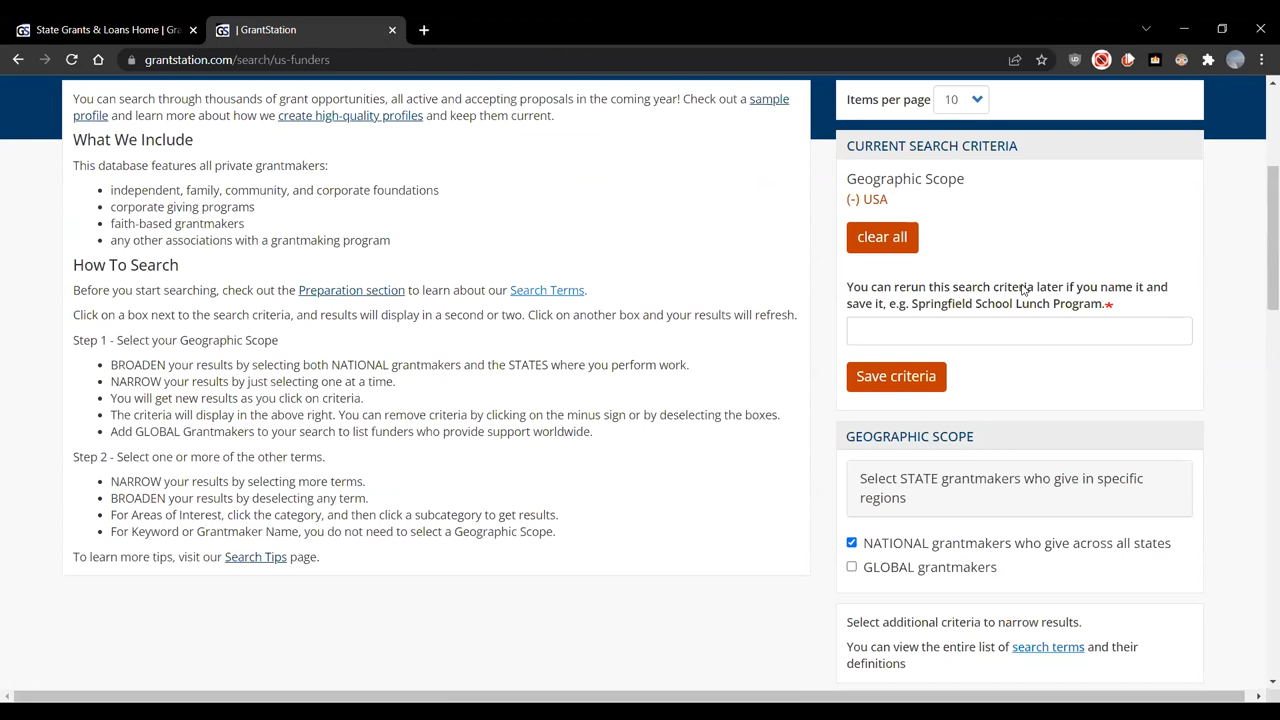 State Grants & Loans Home | Gra
| GrantStation
grantstation.com/search/us-funders
You can search through thousands of grant opportunities, all active and accepting proposals in the coming year! Check out a sample
profile and learn more about how we create high-quality profiles and keep them current.
What We Include
This database features all private grantmakers:
independent, family, community, and corporate foundations
corporate giving programs
faith-based grantmakers
any other associations with a grantmaking program
How To Search
Before you start searching, check out the Preparation section to learn about our Search Terms.
Click on a box next to the search criteria, and results will display in a second or two. Click on another box and your results will refresh.
Step 1 - Select your Geographic Scope
BROADEN your results by selecting both NATIONAL grantmakers and the STATES where you perform work.
NARROW your results by just selecting one at a time.
You will get new results as you click on criteria.
The criteria will display in the above right. You can remove criteria by clicking on the minus sign or by deselecting the boxes.
Add GLOBAL Grantmakers to your search to list funders who provide support worldwide.
Step 2 - Select one or more of the other terms.
NARROW your results by selecting more terms.
BROADEN your results by deselecting any term.
For Areas of Interest, click the category, and then click a subcategory to get results.
For Keyword or Grantmaker Name, you do not need to select a Geographic Scope.
To learn more tips, visit our Search Tips page.
Items per page 10
CURRENT SEARCH CRITERIA
Geographic Scope
(-) USA
clear all
You can rerun this search criteria later if you name it and
save it, e.g. Springfield School Lunch Program.*
Save criteria
GEOGRAPHIC SCOPE
Select STATE grantmakers who give in specific
regions
NATIONAL grantmakers who give across all states
GLOBAL grantmakers
Select additional criteria to narrow results.
You can view the entire list of search terms and their
definitions